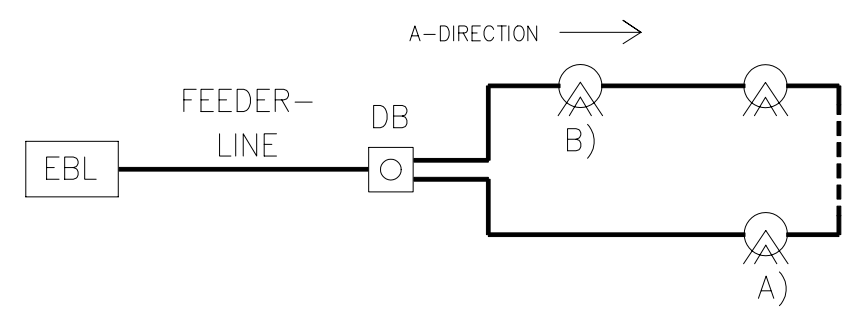 A-DIRECTION
FEEDER-
LINE
DB
B)
EBL
A)